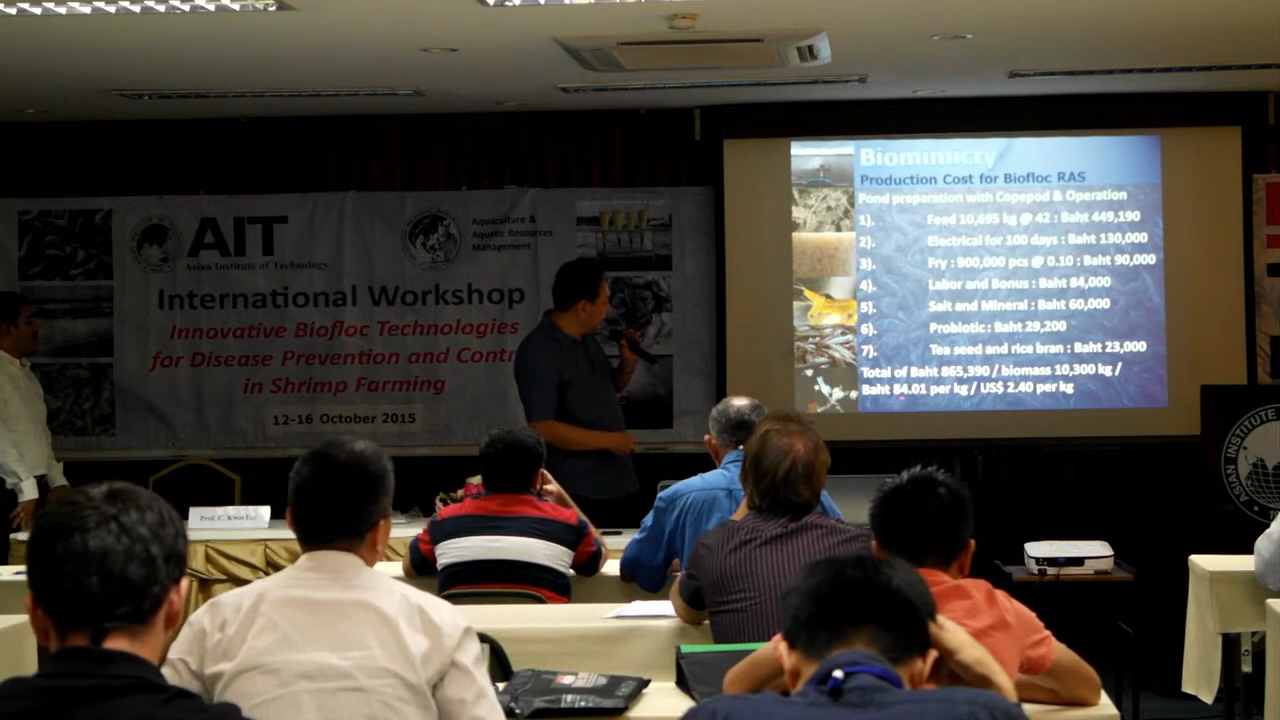 AIT
Asian Institute of Technology
Aquaculture &
Aquatic Resources
Management
International Workshop
Innovative Biofloc Technologies
for Disease Prevention and Contr
in Shrimp Farming
12-16 October 2015
Biomimicry
Production Cost for Biofloc RAS
Pond preparation with Copepod & Operation
1). Feed 10,695 kg @ 42 : Baht 449,190
2). Electrical for 100 days : Baht 130,000
3). Fry : 900,000 pcs @ 0.10 : Baht 90,000
4). Labor and Bonus : Baht 84,000
5). Salt and Mineral : Baht 60,000
6). Probiotic : Baht 29,200
7). Tea seed and rice bran : Baht 23,000
Total of Baht 865,390 / biomass 10,300 kg /
Baht 84.01 per kg / US$ 2.40 per kg
Prof. C. Kwei
ASIAN INSTITUTE